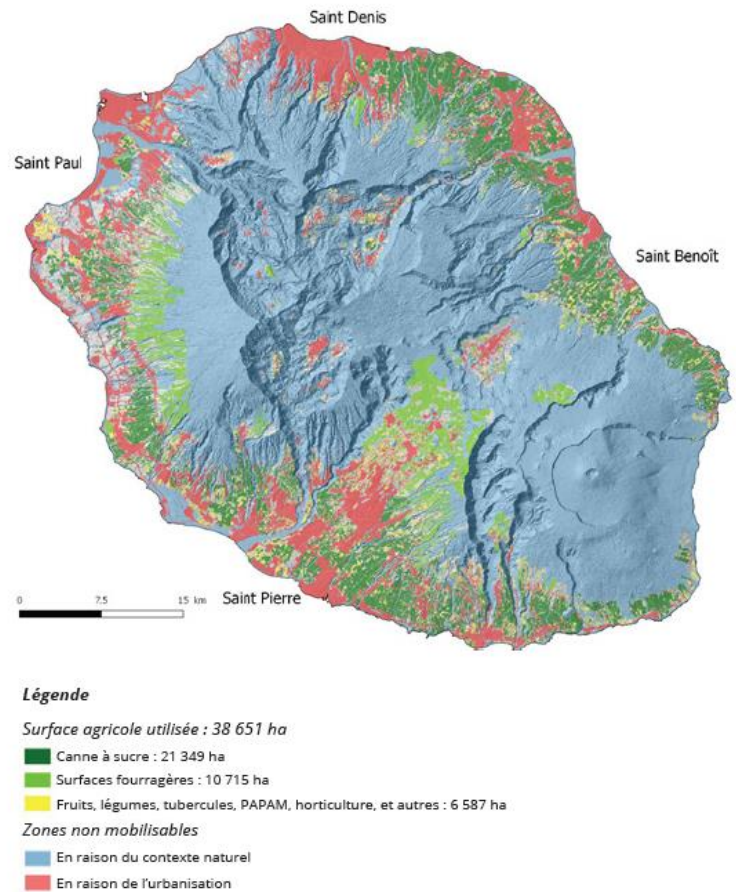 Saint Denis
Saint Paul
Saint Benoît
0 7.5 15 km
Saint Pierre
Légende
Surface agricole utilisée : 38 651 ha
Canne à sucre : 21 349 ha
Surfaces fourragères : 10 715 ha
Fruits, légumes, tubercules, PAPAM, horticulture, et autres : 6 587 ha
Zones non mobilisables
En raison du contexte naturel
En raison de l’urbanisation